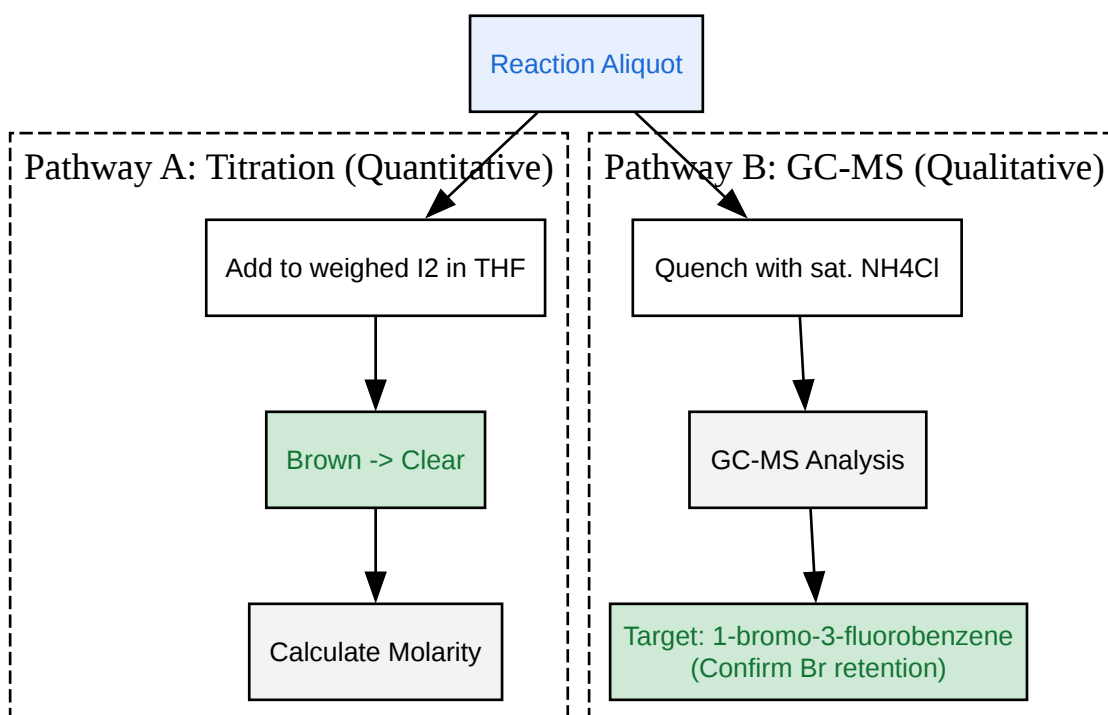 Reaction Aliquot
Pathway A: Titration (Quantitative)
Add to weighed I2 in THF
Brown -> Clear
Calculate Molarity
Pathway B: GC-MS (Qualitative)
Quench with sat. NH4Cl
GC-MS Analysis
Target: 1-bromo-3-fluorobenzene
(Confirm Br retention)